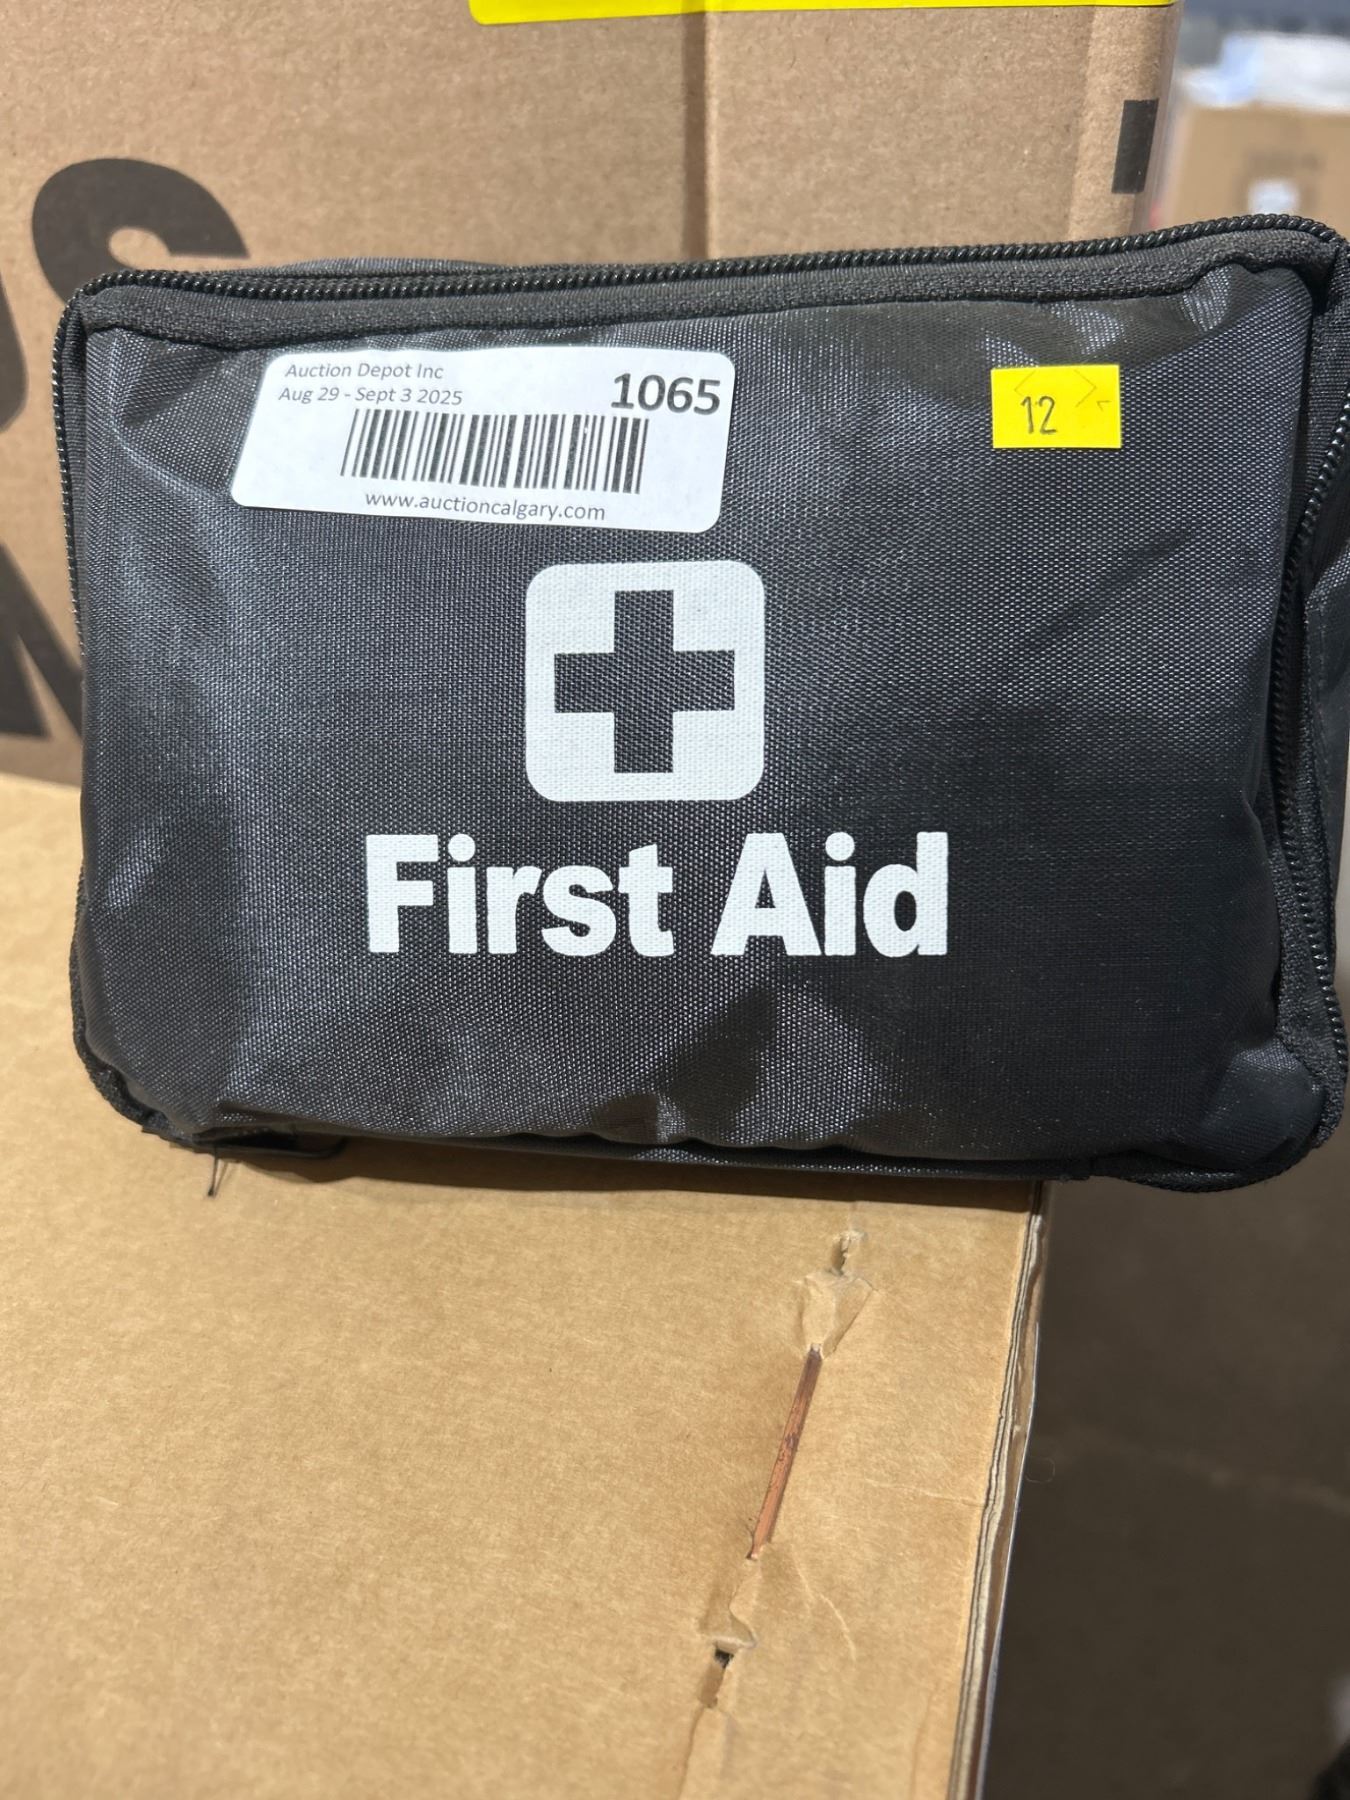 Auction Depot Inc
Aug 29 - Sept 3 2025
1065
www.auctioncalgary.com
12
First Aid